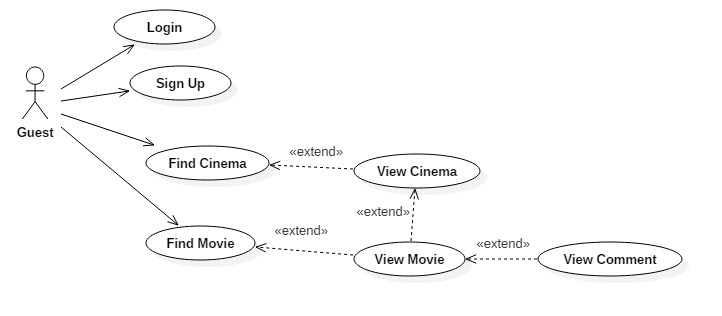 Login
Sign Up
Guest
«extend»
Find Cinema
View Cinema
«extend»
«extend»
Find Movie
«extend»
View Movie
View Comment